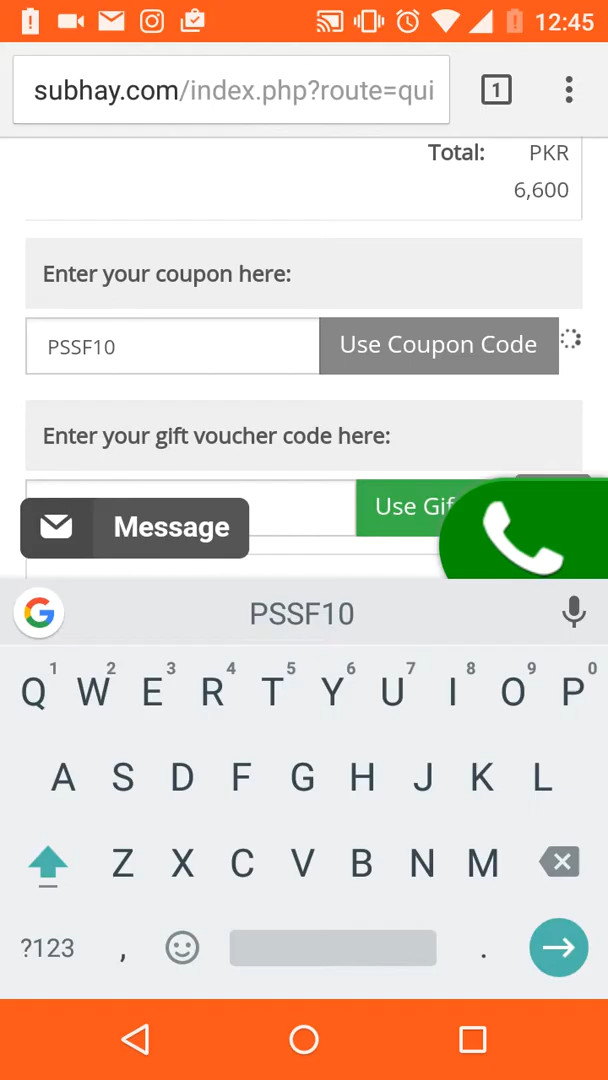 12:45
subhay.com/index.php?route=qui
1
Total: PKR
6,600
Enter your coupon here:
PSSF10
Use Coupon Code
Enter your gift voucher code here:
Use Gif
Message
G PSSF10
1 2 3 4 5 6 7 8 9 0
Q W E R T Y U I O P
A S D F G H J K L
Z X C V B N M
?123 , .